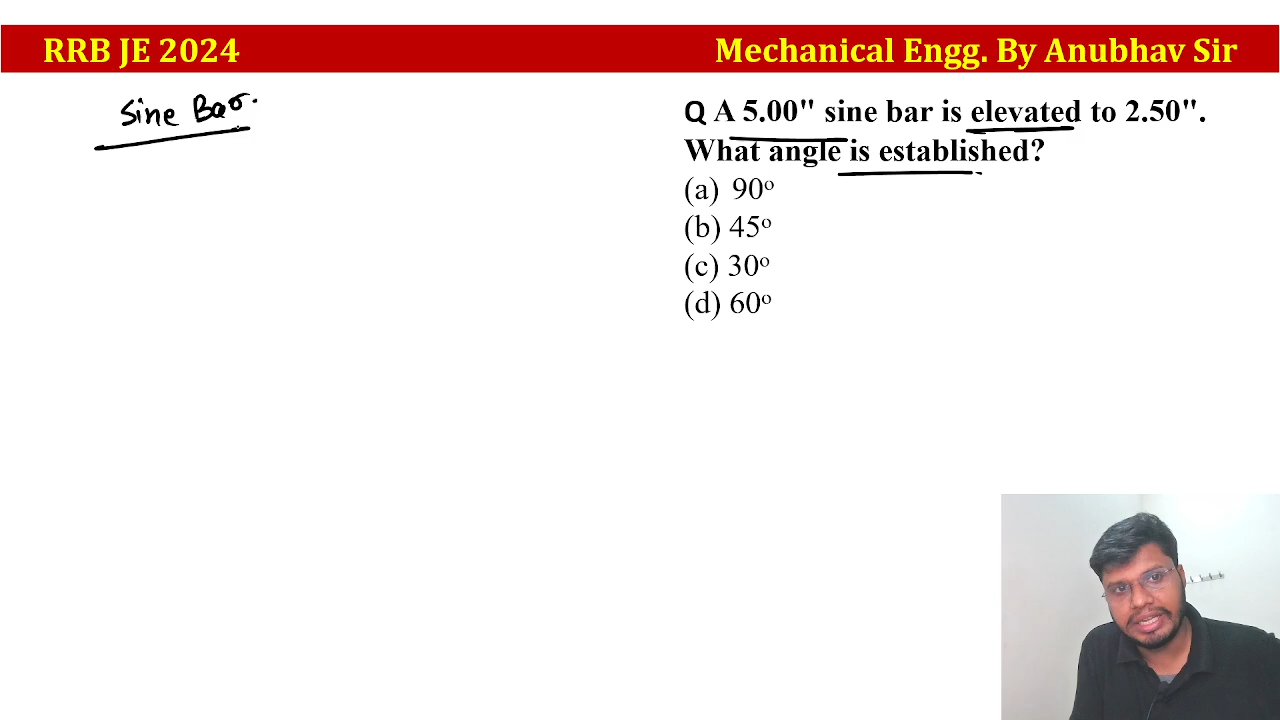 RRB JE 2024
Mechanical Engg. By Anubhav Sir
Sine Bar.
Q A 5.00" sine bar is elevated to 2.50".
What angle is established?
(a) 90°
(b) 45°
(c) 30°
(d) 60°